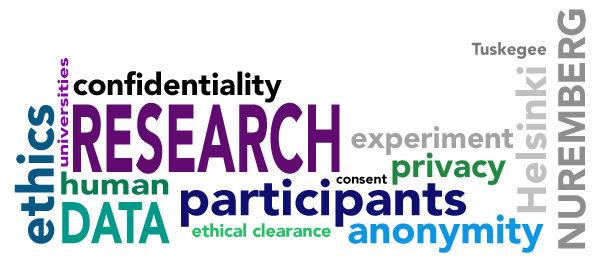 Tuskegee
NUREMBERG
Helsinki
universities
confidentiality
ethics
RESEARCH
experiment
privacy
consent
human
participants
DATA
ethical clearance
anonymity